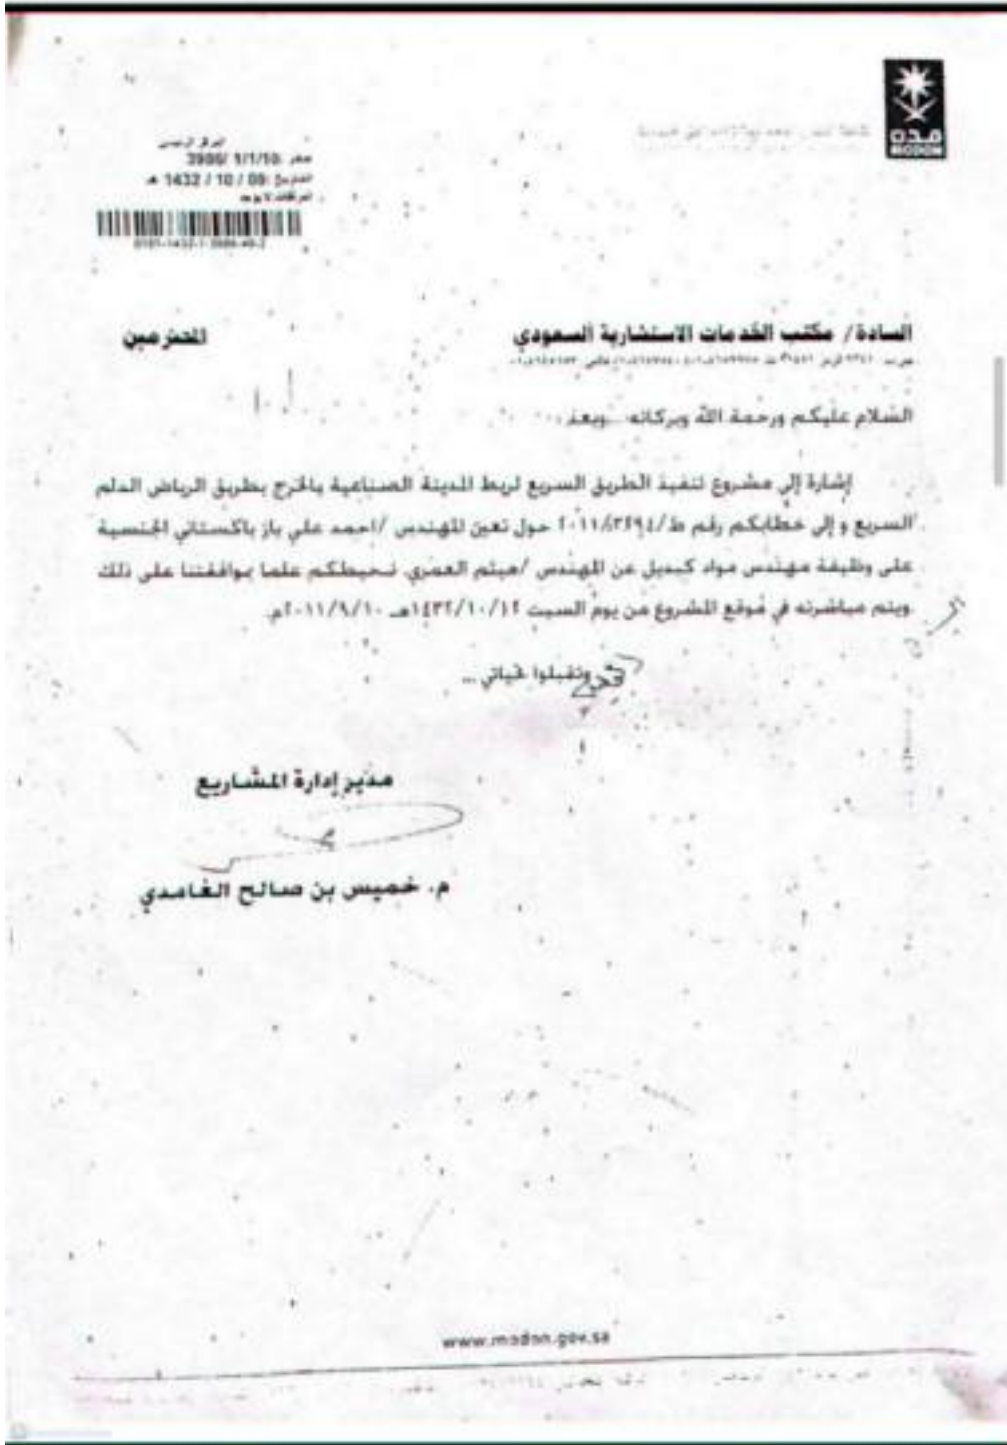 مدن
MODON
المركز الرئيسي
صادر :3986/ 1/1/10
التاريخ :09 / 10 / 1432 هـ
المرفقات :لا يوجد
السادة/ مكتب الخدمات الاستشارية السعودي
المحترمين
السلام عليكم ورحمة الله وبركاته ...وبعد ،،،
إشارة إلى مشروع تنفيذ الطريق السريع لربط المدينة الصناعية بالخرج بطريق الرياض الدلم
السريع و إلى خطابكم رقم ط/٢٠١١/٣٢٩٤ حول تعين المهندس /احمد علي باز باكستاني الجنسية
على وظيفة مهندس مواد كبديل عن المهندس /هيثم العمري. نحيطكم علما بموافقتنا على ذلك
ويتم مباشرته في موقع المشروع من يوم السبت ١٤٣٢/١٠/١٢هـ ٢٠١١/٩/١٠م.
وتقبلوا تحياتي ...
مدير إدارة المشاريع
م. خميس بن صالح الغامدي
www.modon.gov.sa